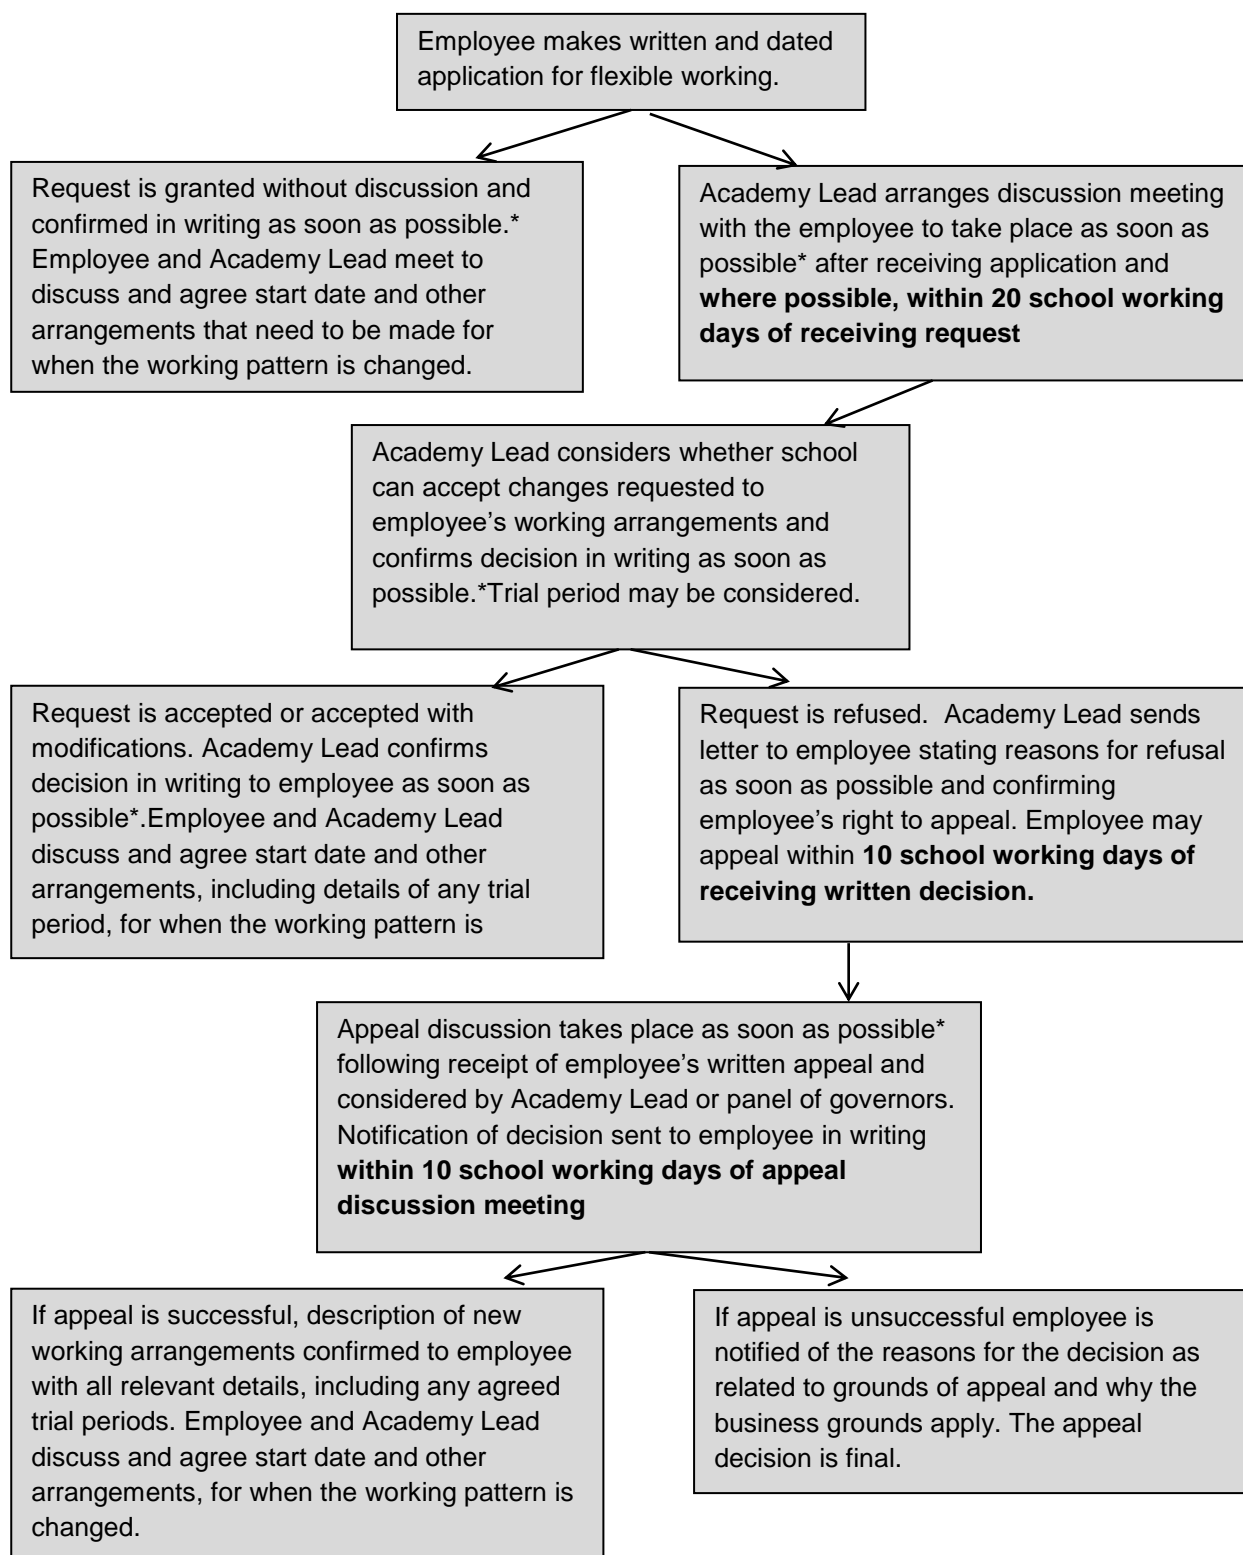 Employee makes written and dated
application for flexible working.
Request is granted without discussion and
confirmed in writing as soon as possible.*
Employee and Academy Lead meet to
discuss and agree start date and other
arrangements that need to be made for
when the working pattern is changed.
Academy Lead arranges discussion meeting
with the employee to take place as soon as
possible* after receiving application and
where possible, within 20 school working
days of receiving request
Academy Lead considers whether school
can accept changes requested to
employee’s working arrangements and
confirms decision in writing as soon as
possible.*Trial period may be considered.
Request is accepted or accepted with
modifications. Academy Lead confirms
decision in writing to employee as soon as
possible*.Employee and Academy Lead
discuss and agree start date and other
arrangements, including details of any trial
period, for when the working pattern is
Request is refused.  Academy Lead sends
letter to employee stating reasons for refusal
as soon as possible and confirming
employee’s right to appeal. Employee may
appeal within 10 school working days of
receiving written decision.
Appeal discussion takes place as soon as possible*
following receipt of employee’s written appeal and
considered by Academy Lead or panel of governors.
Notification of decision sent to employee in writing
within 10 school working days of appeal
discussion meeting
If appeal is successful, description of new
working arrangements confirmed to employee
with all relevant details, including any agreed
trial periods. Employee and Academy Lead
discuss and agree start date and other
arrangements, for when the working pattern is
changed.
If appeal is unsuccessful employee is
notified of the reasons for the decision as
related to grounds of appeal and why the
business grounds apply. The appeal
decision is final.